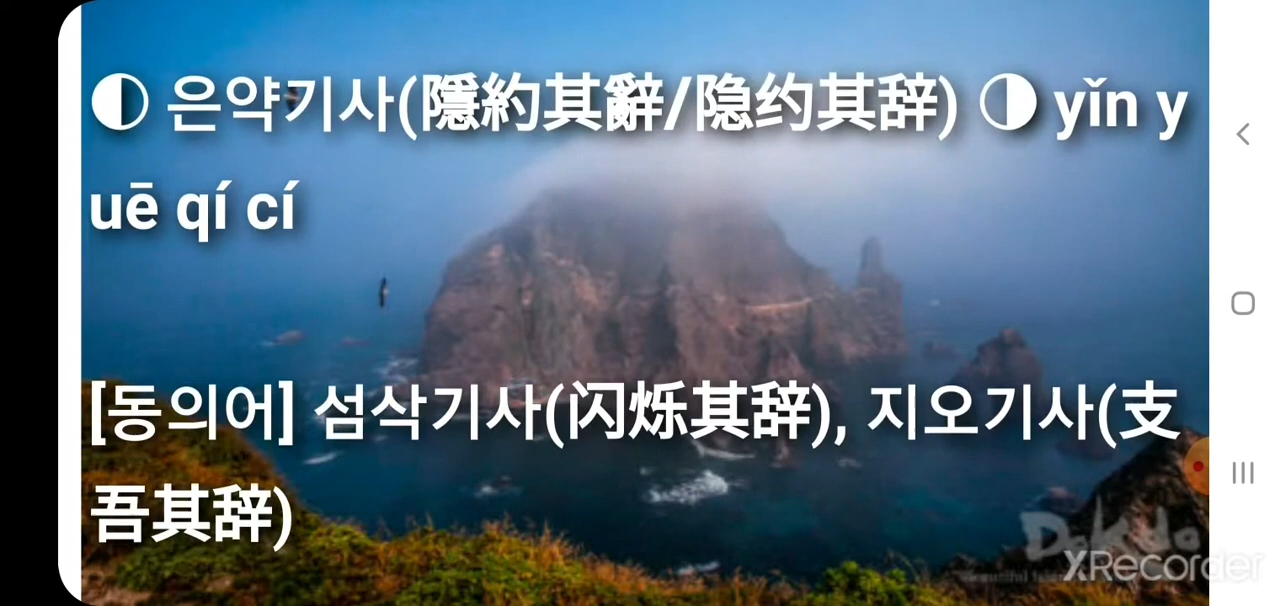 ◐ 은약기사(隱約其辭/隐约其辞) ◑ yǐn y
uē qí cí
[동의어] 섬삭기사(闪烁其辞), 지오기사(支
吾其辞)
Dokdo
XRecorder